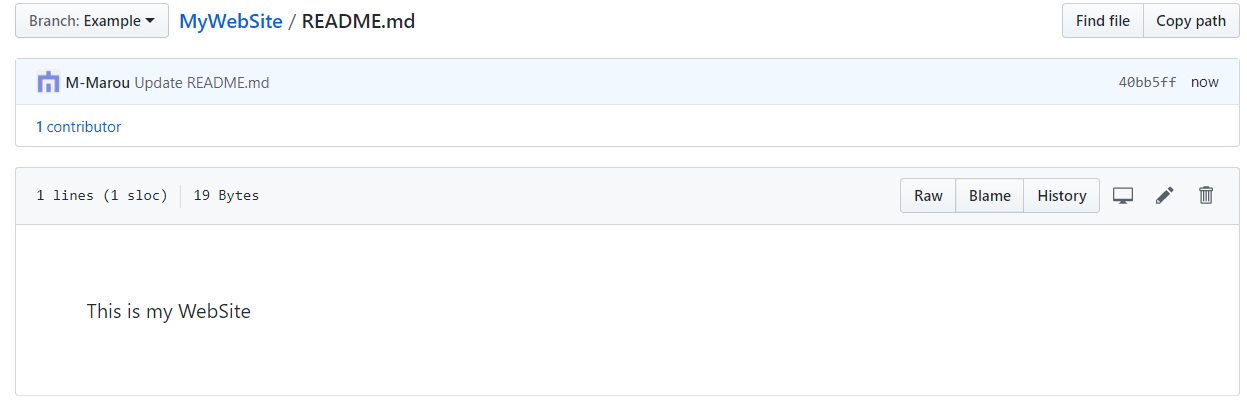 Branch: Example MyWebSite / README.md Find file Copy path
M-Marou Update README.md 40bb5ff now
1 contributor
1 lines (1 sloc) 19 Bytes Raw Blame History
This is my WebSite